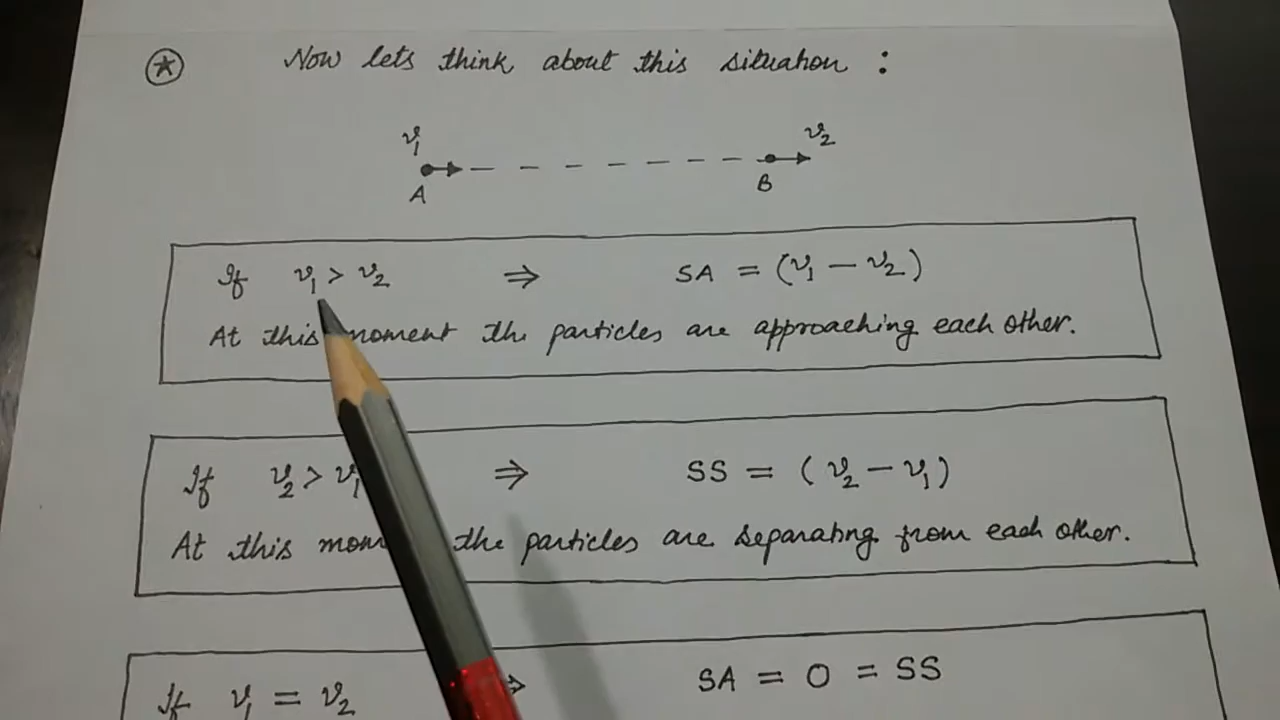 * Now lets think about this situation :
v₁ v₂
A B
If v₁ > v₂ ⇒ SA = (v₁ − v₂)
At this moment the particles are approaching each other.
If v₂ > v₁ ⇒ SS = (v₂ − v₁)
At this the particles are separating from each other.
If v₁ = v₂ ⇒ SA = 0 = SS